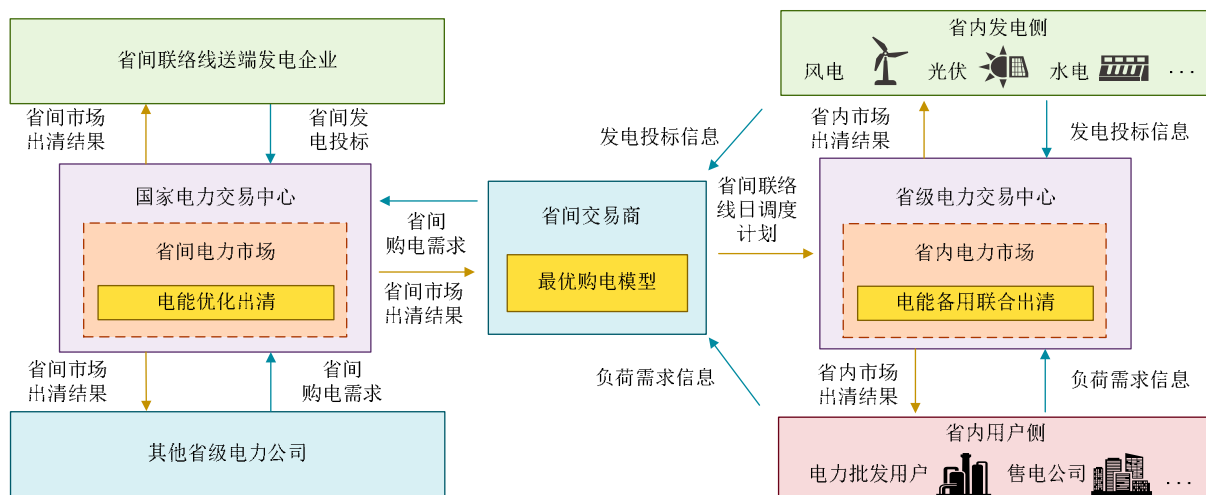 省间联络线送端发电企业
省内发电侧
风电
光伏
水电
...
省间市场
出清结果
省间发
电投标
发电投标信息
省内市场
出清结果
发电投标信息
国家电力交易中心
省间电力市场
电能优化出清
省间
购电需求
省间市场
出清结果
省间交易商
最优购电模型
省间联络
线日调度
计划
省级电力交易中心
省内电力市场
电能备用联合出清
省间市场
出清结果
省间
购电需求
负荷需求信息
省内市场
出清结果
负荷需求信息
其他省级电力公司
省内用户侧
电力批发用户
售电公司
...